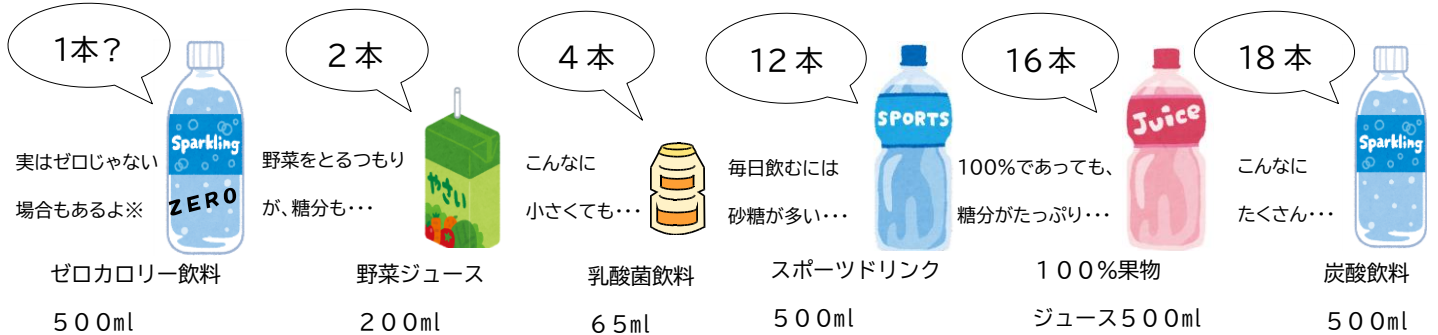 1本？
Sparkling
ZERO
実はゼロじゃない
場合もあるよ※
ゼロカロリー飲料
５００㎖
２本
やさい
野菜をとるつもり
が、糖分も・・・
野菜ジュース
２００㎖
４本
こんなに
小さくても・・・
乳酸菌飲料
６５㎖
12本
SPORTS
毎日飲むには
砂糖が多い・・・
スポーツドリンク
５００㎖
16本
Juice
100％であっても、
糖分がたっぷり・・・
１００％果物
ジュース５００㎖
18本
Sparkling
こんなに
たくさん・・・
炭酸飲料
５００㎖